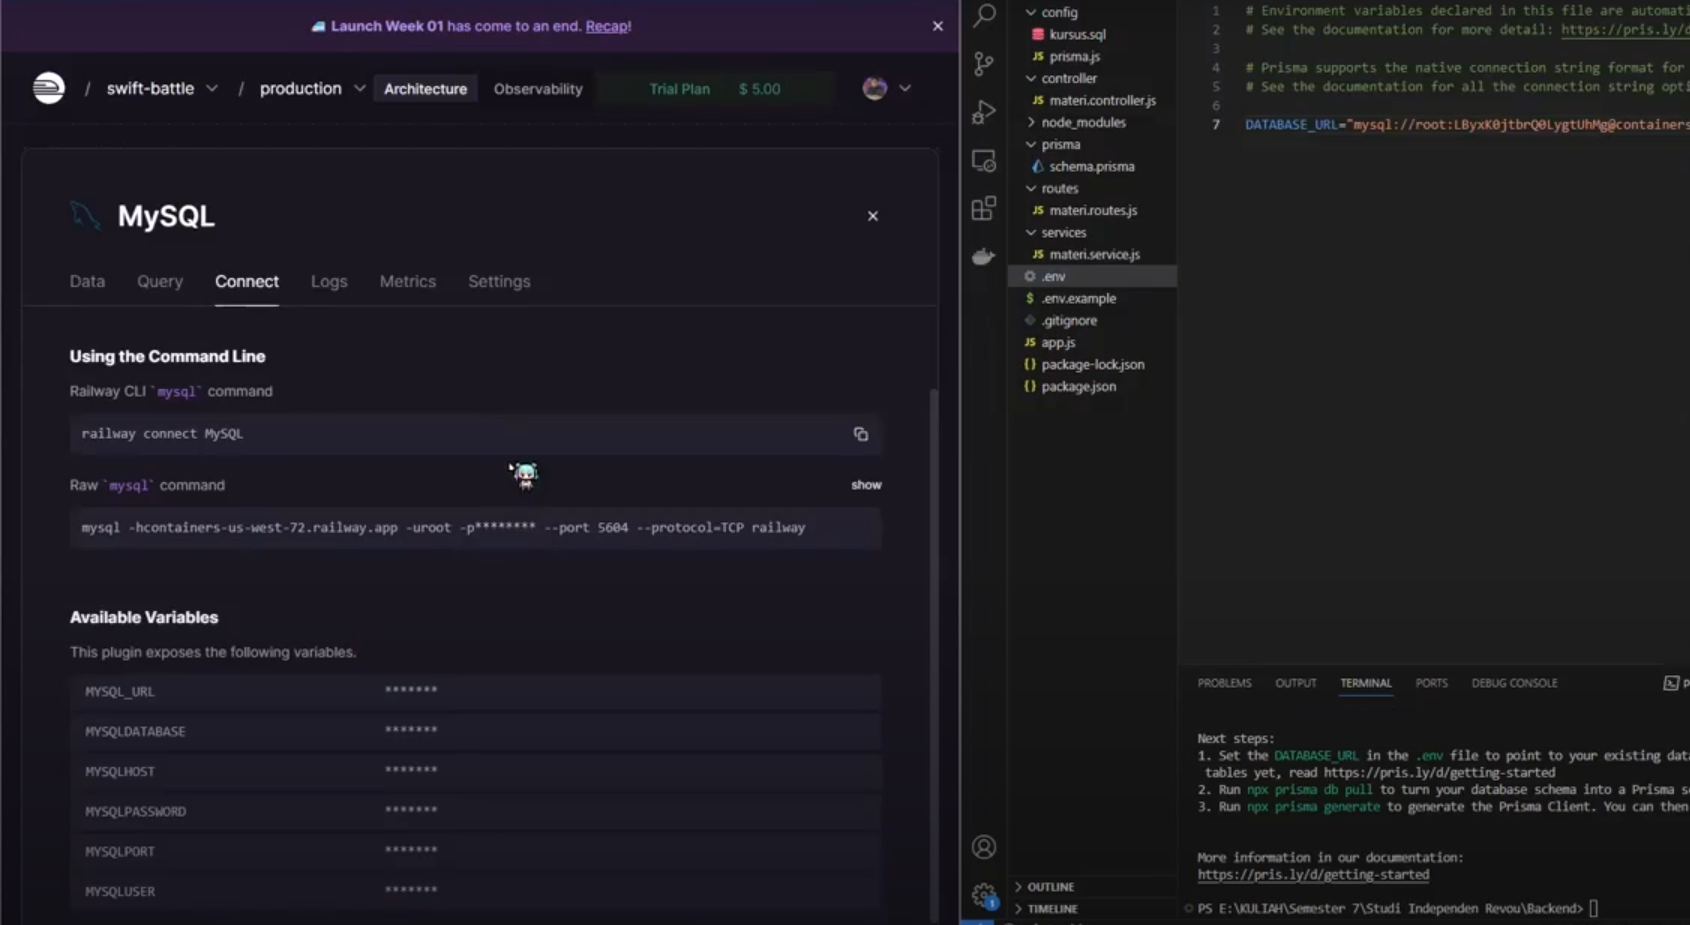 Launch Week 01 has come to an end. Recap!
/ swift-battle / production Architecture Observability Trial Plan $ 5.00
MySQL
Data Query Connect Logs Metrics Settings
Using the Command Line
Railway CLI `mysql` command
railway connect MySQL
Raw `mysql` command show
mysql -hcontainers-us-west-72.railway.app -uroot -p******** --port 5604 --protocol=TCP railway
Available Variables
This plugin exposes the following variables.
MYSQL_URL *******
MYSQLDATABASE *******
MYSQLHOST *******
MYSQLPASSWORD *******
MYSQLPORT *******
MYSQLUSER *******
config
kursus.sql
JS prisma.js
controller
JS materi.controller.js
node_modules
prisma
schema.prisma
routes
JS materi.routes.js
services
JS materi.service.js
.env
$ .env.example
.gitignore
JS app.js
{} package-lock.json
{} package.json
OUTLINE
TIMELINE
1
1 # Environment variables declared in this file are automati
2 # See the documentation for more detail: https://pris.ly/d
3
4 # Prisma supports the native connection string format for
5 # See the documentation for all the connection string opti
6
7 DATABASE_URL="mysql://root:LByxK0jtbrQ0LygtUhMg@containers
PROBLEMS OUTPUT TERMINAL PORTS DEBUG CONSOLE
Next steps:
1. Set the DATABASE_URL in the .env file to point to your existing data
tables yet, read https://pris.ly/d/getting-started
2. Run npx prisma db pull to turn your database schema into a Prisma s
3. Run npx prisma generate to generate the Prisma Client. You can then
More information in our documentation:
https://pris.ly/d/getting-started
PS E:\KULIAH\Semester 7\Studi Independen Revou\Backend>